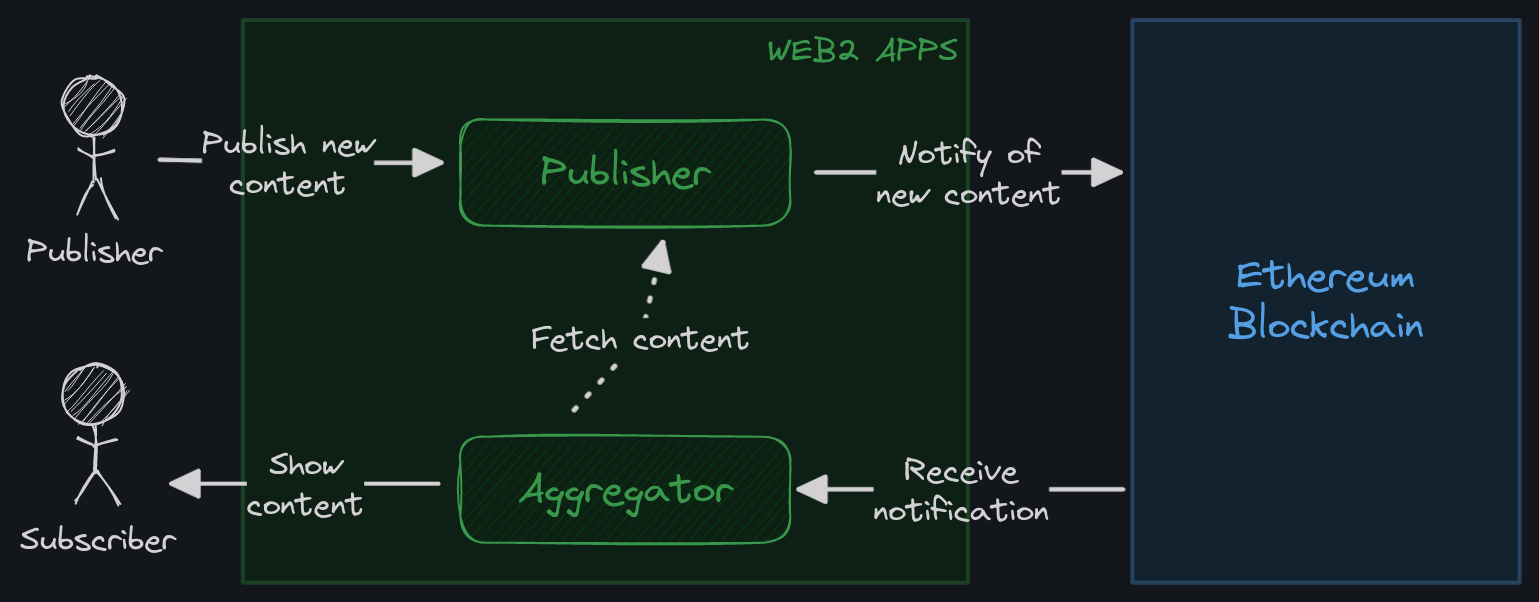 WEB2 APPS
Publisher
Publish new
content
Publisher
Notify of
new content
Ethereum
Blockchain
Fetch content
Subscriber
Show
content
Aggregator
Receive
notification